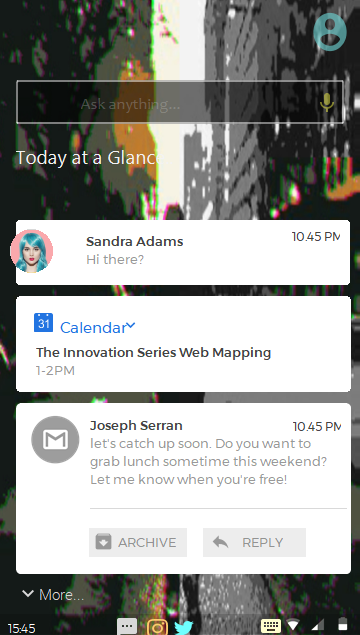 Ask anything...
Today at a Glance
Sandra Adams
10.45 PM
Hi there?
31 Calendar
The Innovation Series Web Mapping
1-2PM
Joseph Serran
10.45 PM
let's catch up soon. Do you want to
grab lunch sometime this weekend?
Let me know when you're free!
ARCHIVE
REPLY
More...
15:45